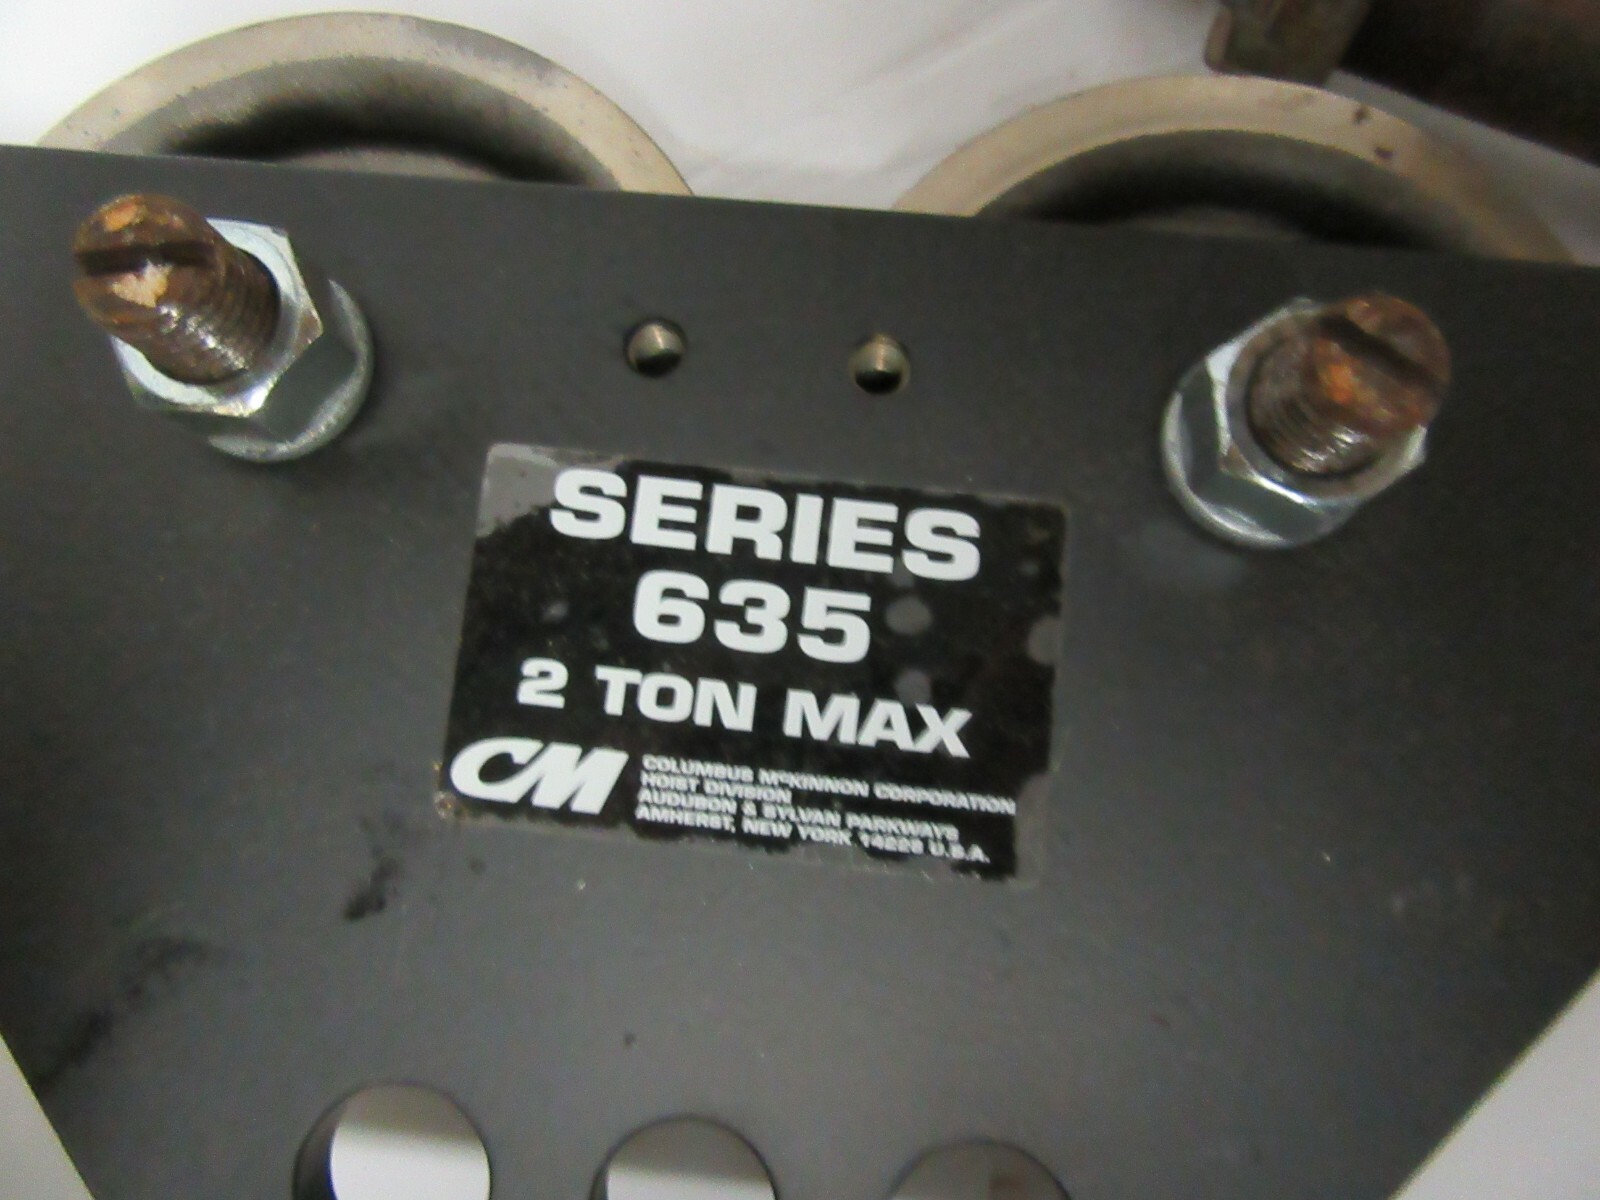 SERIES
635
2 TON MAX
CM
COLUMBUS McKINNON CORPORATION
HOIST DIVISION
AUDUBON & SYLVAN PARKWAYS
AMHERST, NEW YORK 14228 U.S.A.